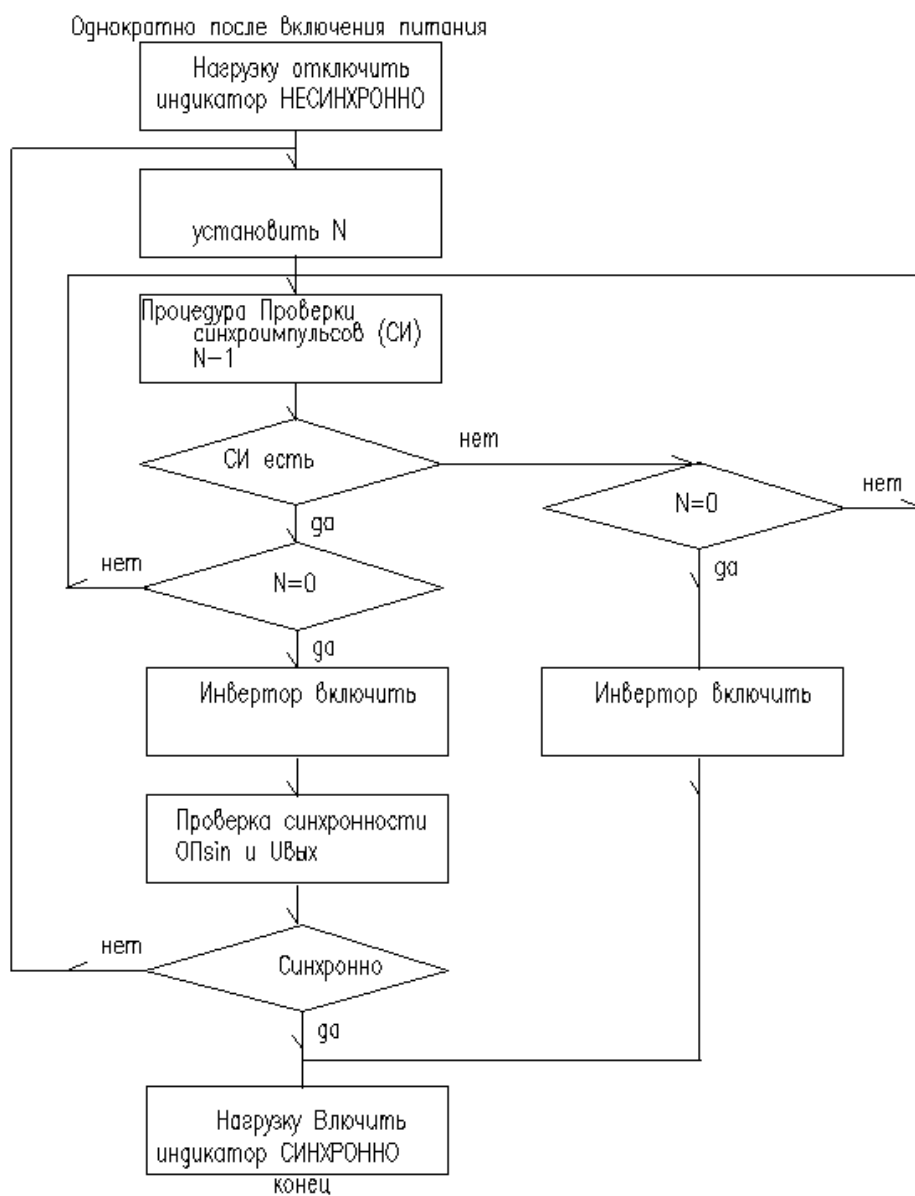 Однократно после включения питания
Нагрузку отключить
индикатор НЕСИНХРОННО
установить N
Процедура Проверки
синхроимпульсов (СИ)
N-1
СИ есть
нет
N=0
нет
да
нет
N=0
да
да
Инвертор включить
Инвертор включить
Проверка синхронности
ОПsin и Uвых
нет
Синхронно
да
Нагрузку Влючить
индикатор СИНХРОННО
конец